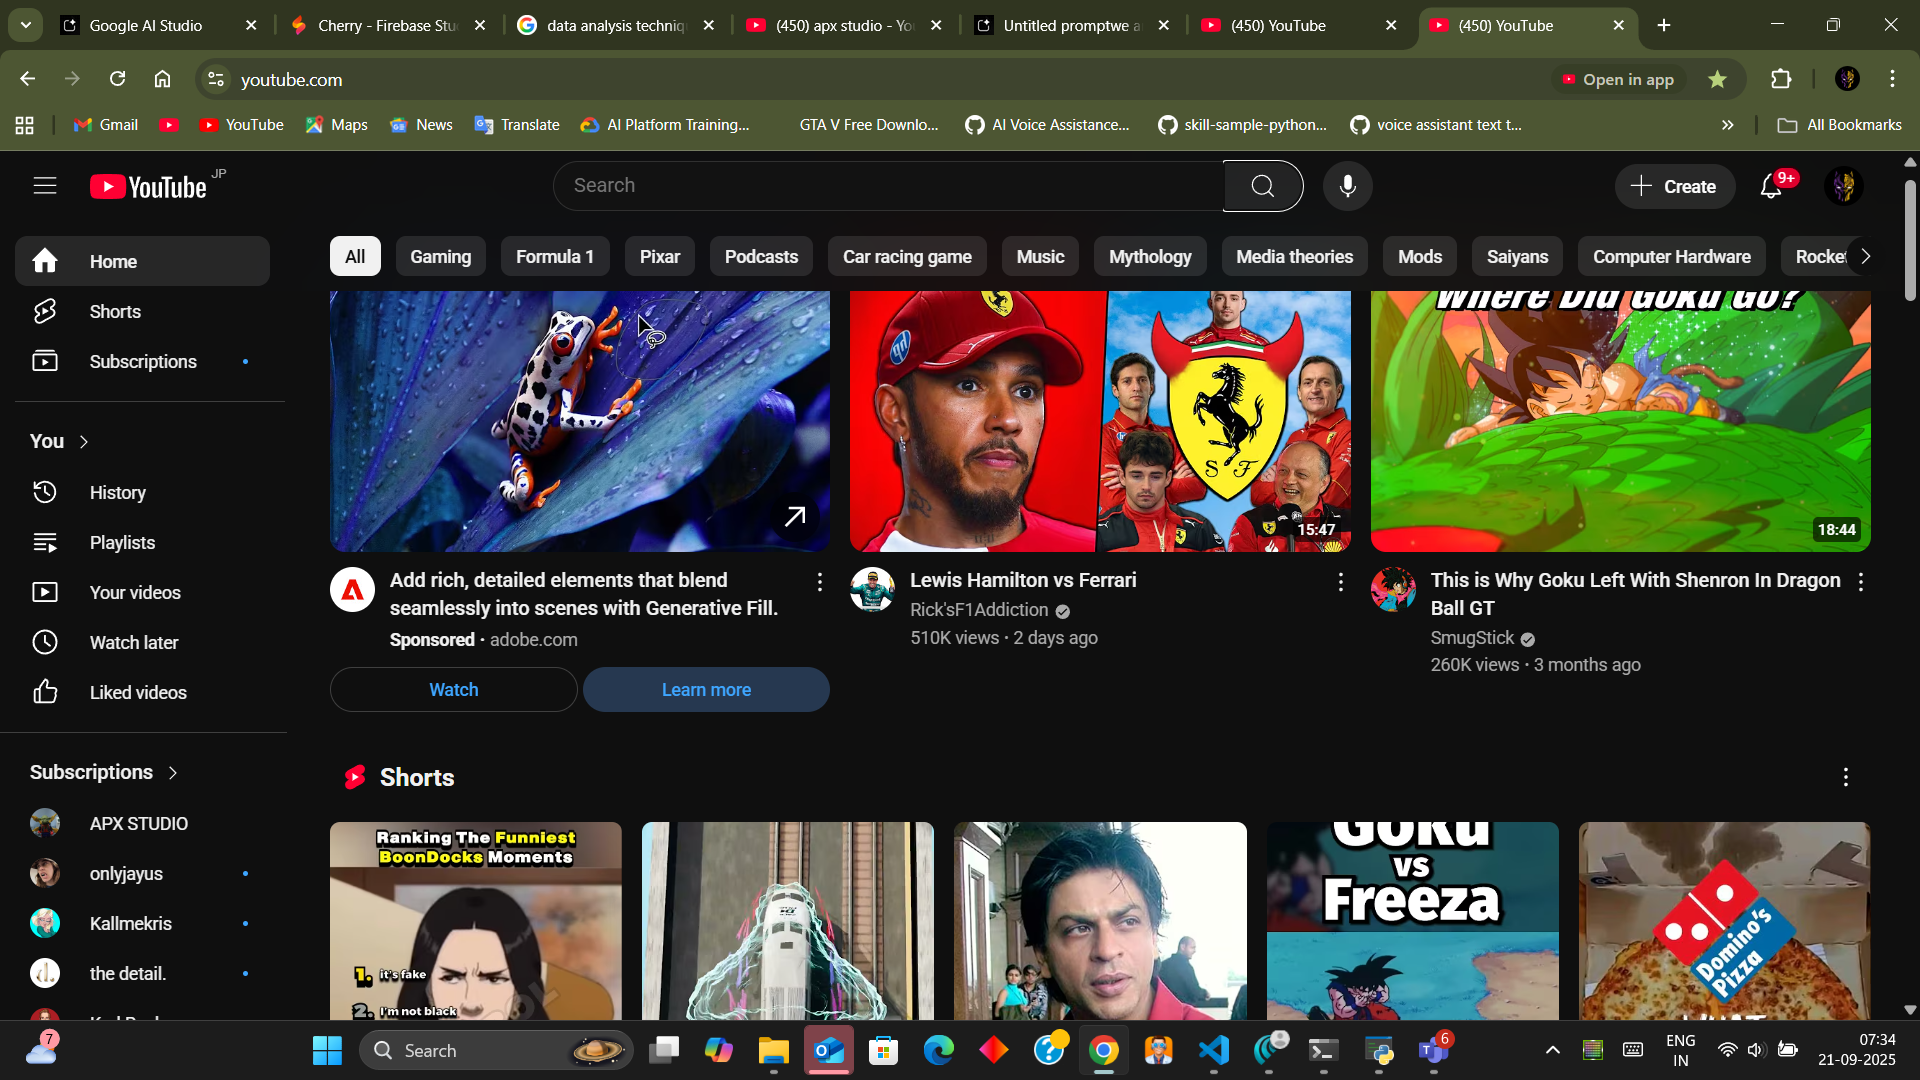 Google AI Studio
Cherry - Firebase Stu
data analysis techniq
(450) apx studio - Yo
Untitled promptwe a
(450) YouTube
(450) YouTube
youtube.com
Open in app
Gmail
YouTube
Maps
News
Translate
AI Platform Training...
GTA V Free Downlo...
AI Voice Assistance...
skill-sample-python...
voice assistant text t...
All Bookmarks
YouTube JP
Search
Create
9+
Home
Shorts
Subscriptions
You
History
Playlists
Your videos
Watch later
Liked videos
Subscriptions
APX STUDIO
onlyjayus
Kallmekris
the detail.
All
Gaming
Formula 1
Pixar
Podcasts
Car racing game
Music
Mythology
Media theories
Mods
Saiyans
Computer Hardware
Rocket
Add rich, detailed elements that blend
seamlessly into scenes with Generative Fill.
Sponsored · adobe.com
Watch
Learn more
hp
S F
15:47
Lewis Hamilton vs Ferrari
Rick'sF1Addiction
510K views · 2 days ago
Where Did Goku Go?
18:44
This is Why Goku Left With Shenron In Dragon
Ball GT
SmugStick
260K views · 3 months ago
Shorts
Ranking The Funniest
BoonDocks Moments
1. it's fake
2. I'm not black
Goku
vs
Freeza
Domino's
Pizza
7
Search
6
ENG
IN
07:34
21-09-2025